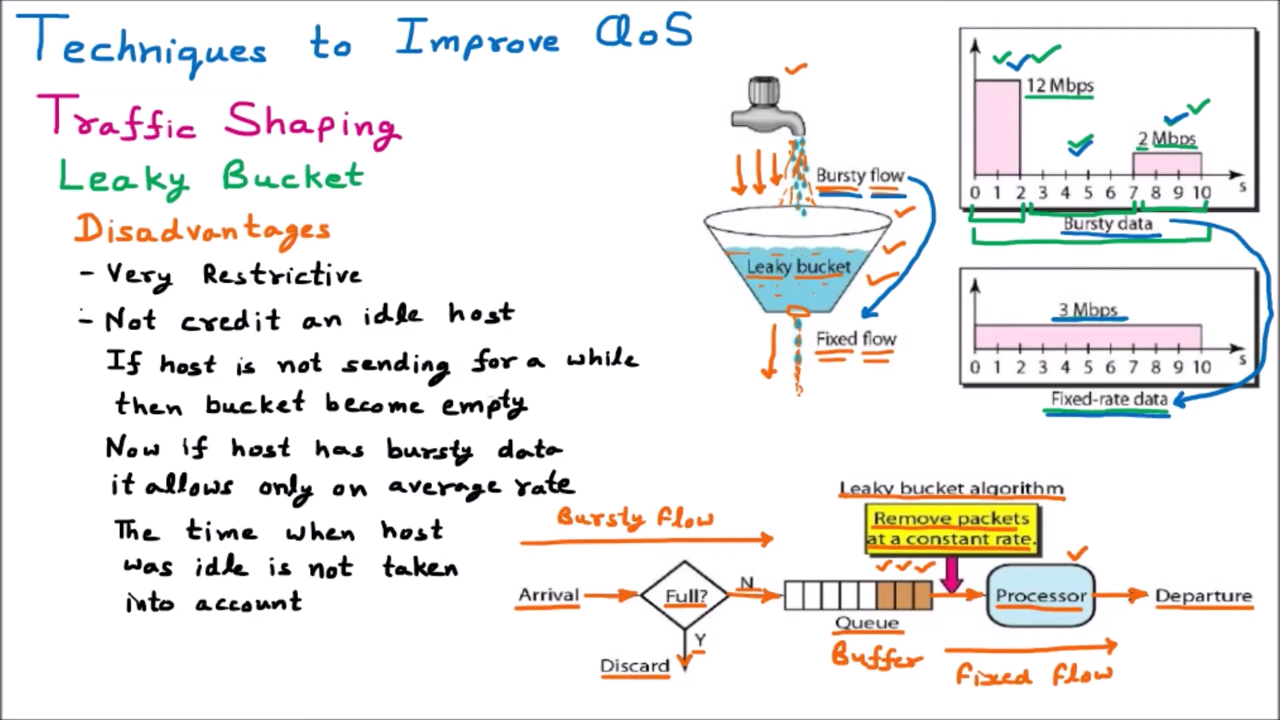 Techniques to Improve QoS
Traffic Shaping
Leaky Bucket
Disadvantages
- Very Restrictive
- Not credit an idle host
If host is not sending for a while
then bucket become empty
Now if host has bursty data
it allows only on average rate
The time when host
was idle is not taken
into account
Bursty flow
Leaky bucket
Fixed flow
12 Mbps
2 Mbps
0 1 2 3 4 5 6 7 8 9 10 s
Bursty data
3 Mbps
0 1 2 3 4 5 6 7 8 9 10 s
Fixed-rate data
Leaky bucket algorithm
Remove packets
at a constant rate.
Bursty flow
Arrival
Full?
N
Y
Discard
Queue
Buffer
Processor
Departure
Fixed flow